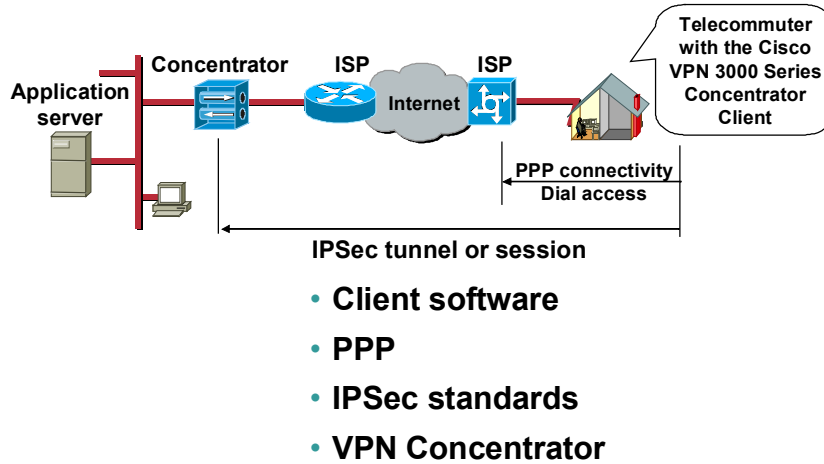 Telecommuter
with the Cisco
VPN 3000 Series
Concentrator
Client
Concentrator
ISP
ISP
Application
server
Internet
PPP connectivity
Dial access
IPSec tunnel or session
• Client software
• PPP
• IPSec standards
• VPN Concentrator